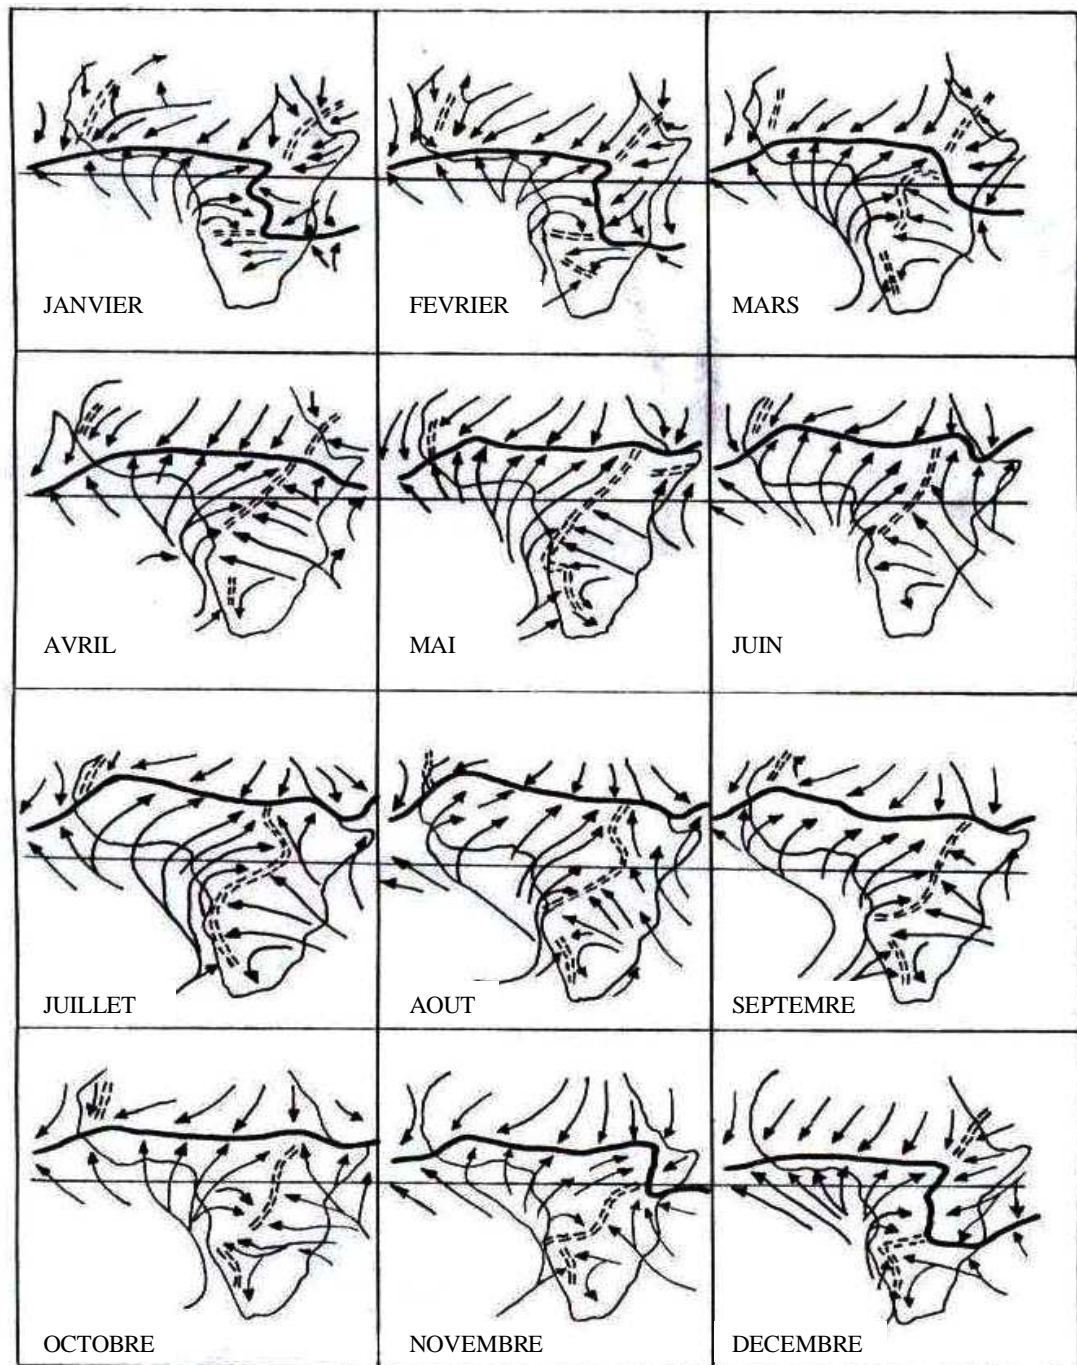 JANVIER
FEVRIER
MARS
AVRIL
MAI
JUIN
JUILLET
AOUT
SEPTEMRE
OCTOBRE
NOVEMBRE
DECEMBRE